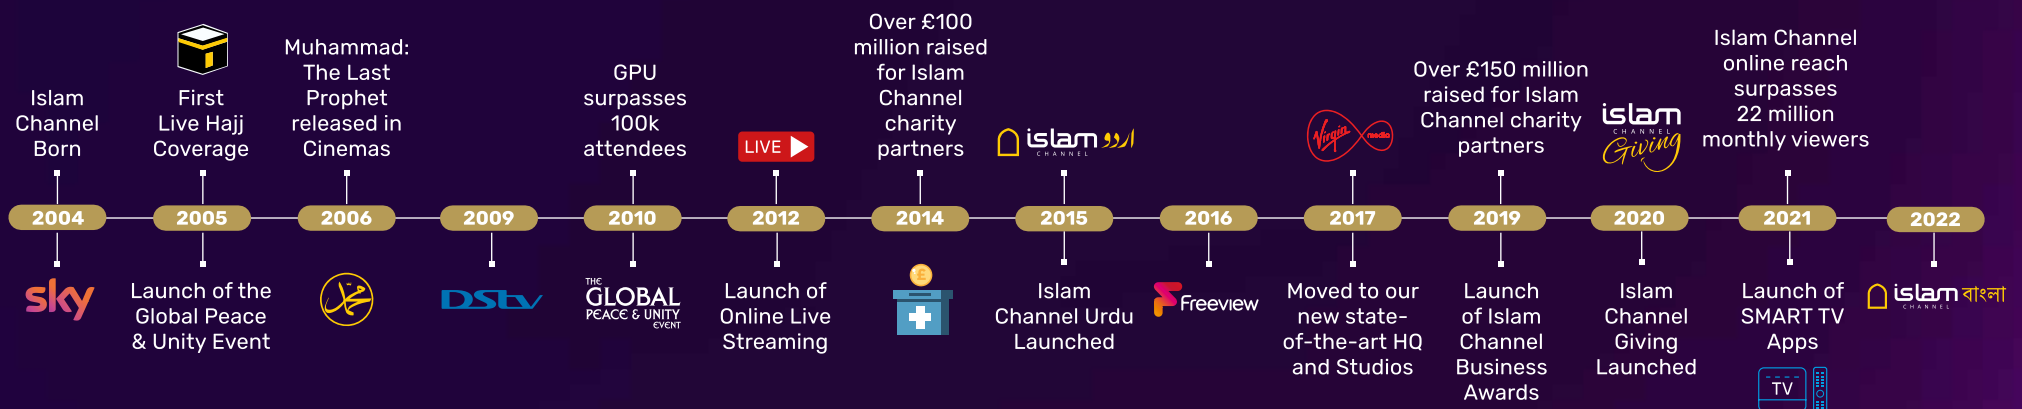 Islam
Channel
Born
2004
sky
First
Live Hajj
Coverage
2005
Launch of the
Global Peace
& Unity Event
Muhammad:
The Last
Prophet
released in
Cinemas
2006
محمد
2009
DStv
GPU
surpasses
100k
attendees
2010
THE
GLOBAL
PEACE & UNITY
EVENT
LIVE
2012
Launch of
Online Live
Streaming
Over £100
million raised
for Islam
Channel
charity
partners
2014
£
islam اردو
CHANNEL
2015
Islam
Channel Urdu
Launched
2016
Freeview
Virgin media
2017
Moved to our
new state-
of-the-art HQ
and Studios
Over £150 million
raised for Islam
Channel charity
partners
2019
Launch
of Islam
Channel
Business
Awards
islam
CHANNEL
Giving
2020
Islam
Channel
Giving
Launched
Islam Channel
online reach
surpasses
22 million
monthly viewers
2021
Launch of
SMART TV
Apps
TV
2022
islam বাংলা
CHANNEL